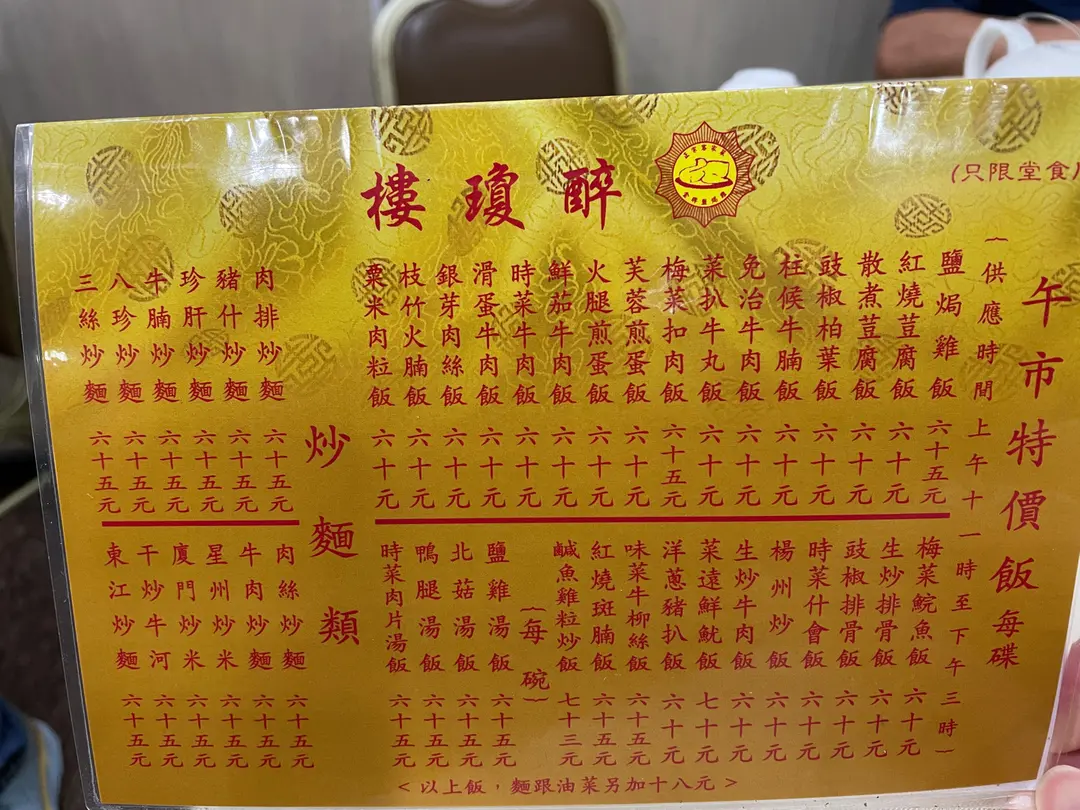 醉瓊樓
(只限堂食)
午市特價飯每碟
(供應時間上午十一時至下午三時)
鹽焗雞飯 六十五元
紅燒荳腐飯 六十元
散煮荳腐飯 六十元
豉椒柏葉飯 六十元
柱候牛腩飯 六十元
免治牛肉飯 六十元
菜扒牛丸飯 六十元
梅菜扣肉飯 六十五元
芙蓉煎蛋飯 六十元
火腿煎蛋飯 六十元
鮮茄牛肉飯 六十元
時菜牛肉飯 六十元
滑蛋牛肉飯 六十元
銀芽肉絲飯 六十元
枝竹火腩飯 六十元
粟米肉粒飯 六十元
梅菜鯇魚飯 六十元
生炒排骨飯 六十元
豉椒排骨飯 六十元
時菜什會飯 六十元
楊州炒飯 六十元
生炒牛肉飯 六十元
菜遠鮮魷飯 七十元
洋蔥豬扒飯 六十元
味菜牛柳絲飯 六十五元
紅燒斑腩飯 六十五元
鹹魚雞粒炒飯 七十三元
(每碗)
鹽雞湯飯 六十五元
北菇湯飯 六十五元
鴨腿湯飯 六十五元
時菜肉片湯飯 六十五元
炒麵類
肉排炒麵 六十五元
豬什炒麵 六十五元
珍肝炒麵 六十五元
牛腩炒麵 六十五元
八珍炒麵 六十五元
三絲炒麵 六十五元
肉絲炒麵 六十五元
牛肉炒麵 六十五元
星州炒米 六十五元
廈門炒米 六十五元
干炒牛河 六十五元
東江炒麵 六十五元
<以上飯，麵跟油菜另加十八元>